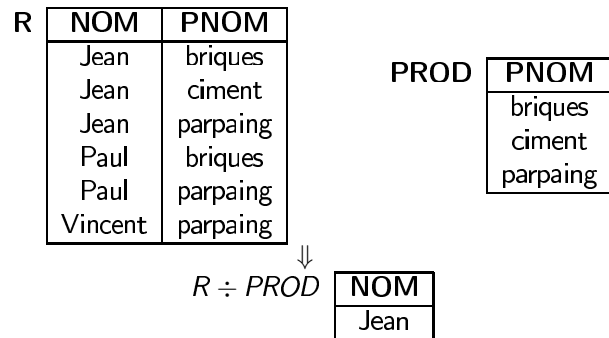 R NOM PNOM
Jean briques
Jean ciment
Jean parpaing
Paul briques
Paul parpaing
Vincent parpaing
PROD PNOM
briques
ciment
parpaing
⇓
R ÷ PROD NOM
Jean